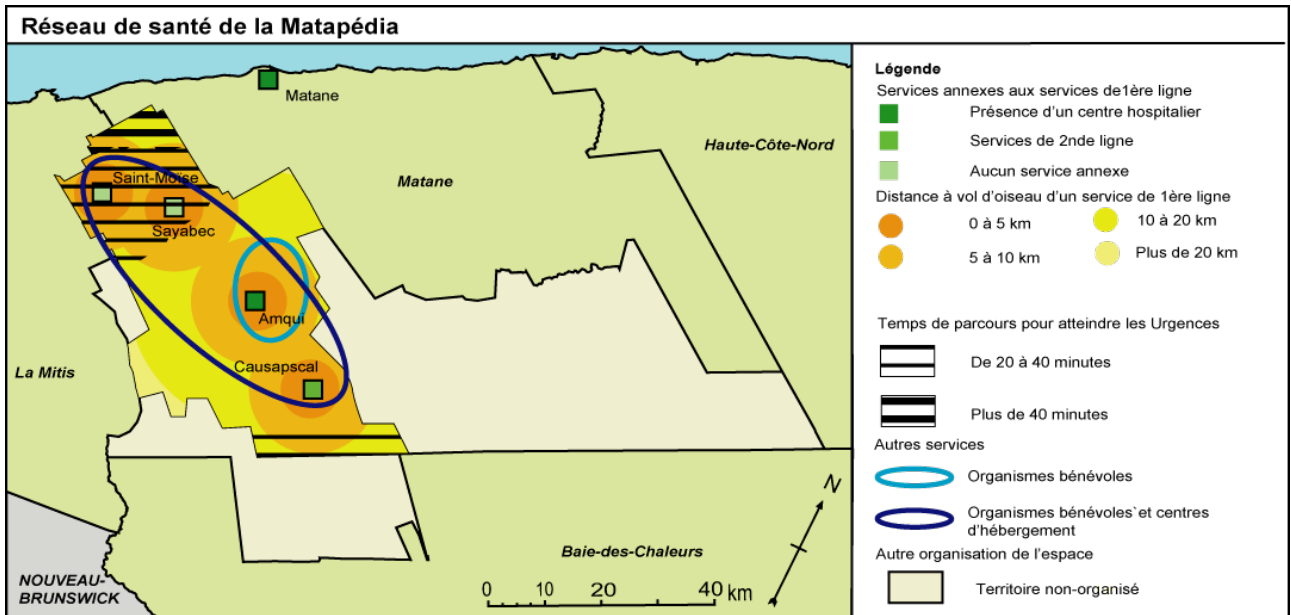 Réseau de santé de la Matapédia
Matane
Haute-Côte-Nord
Matane
Saint-Moïse
Sayabec
Amqui
Causapscal
La Mitis
Baie-des-Chaleurs
NOUVEAU-
BRUNSWICK
N
0 10 20 40 km
Légende
Services annexes aux services de1ère ligne
Présence d'un centre hospitalier
Services de 2nde ligne
Aucun service annexe
Distance à vol d'oiseau d'un service de 1ère ligne
0 à 5 km
10 à 20 km
5 à 10 km
Plus de 20 km
Temps de parcours pour atteindre les Urgences
De 20 à 40 minutes
Plus de 40 minutes
Autres services
Organismes bénévoles
Organismes bénévoles`et centres
d'hébergement
Autre organisation de l'espace
Territoire non-organisé